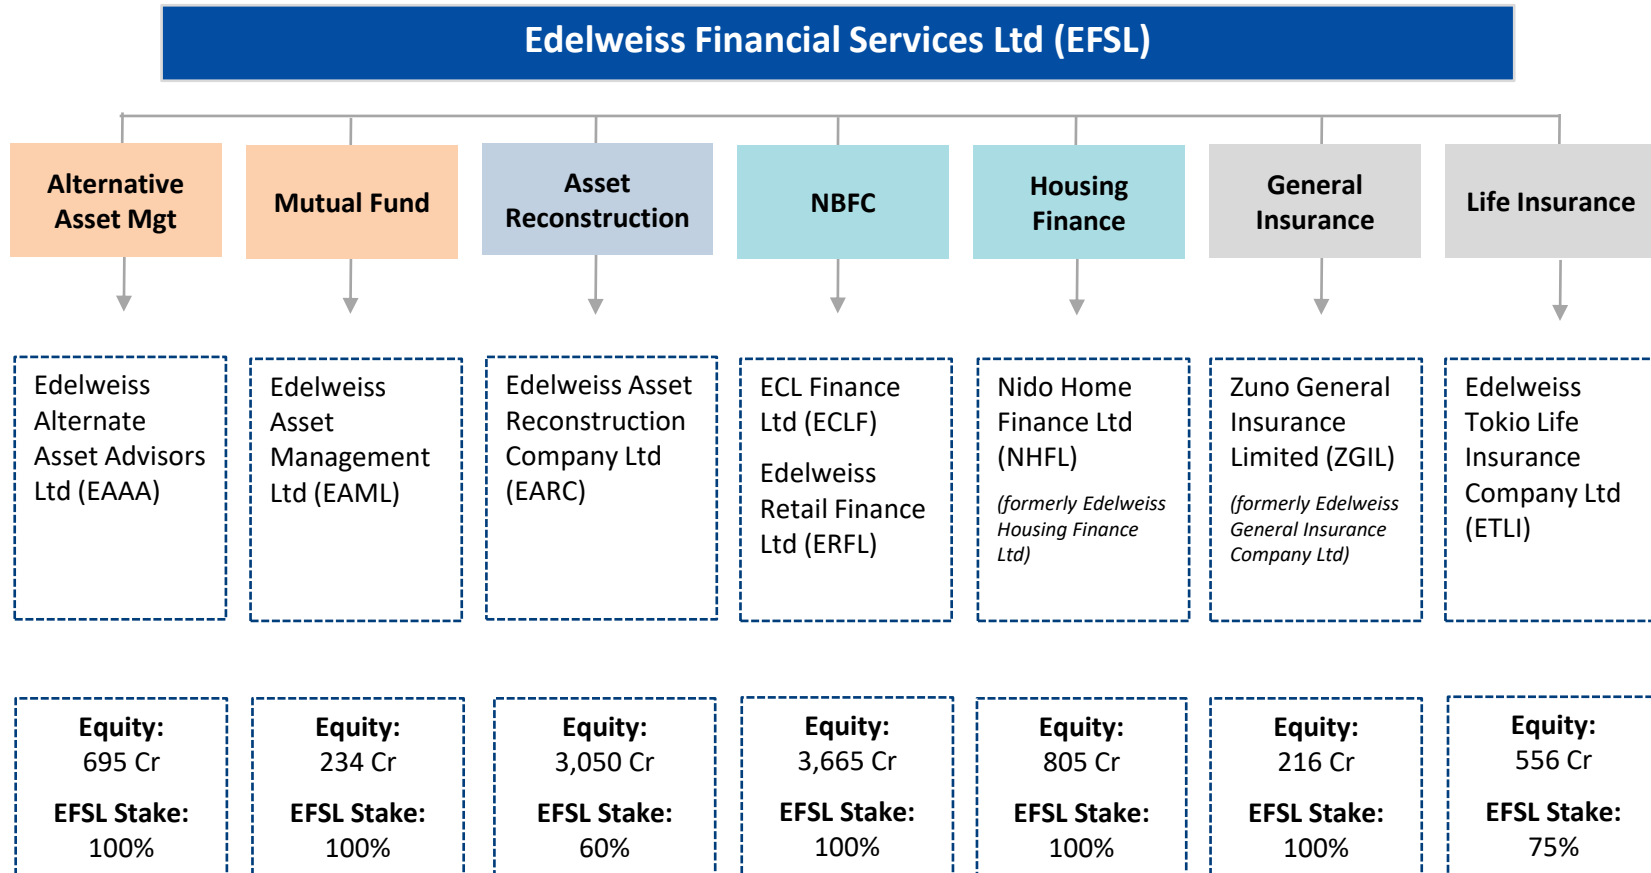 Edelweiss Financial Services Ltd (EFSL)
Alternative
Asset Mgt
Mutual Fund
Asset
Reconstruction
NBFC
Housing
Finance
General
Insurance
Life Insurance
Edelweiss
Alternate
Asset Advisors
Ltd (EAAA)
Edelweiss
Asset
Management
Ltd (EAML)
Edelweiss Asset
Reconstruction
Company Ltd
(EARC)
ECL Finance
Ltd (ECLF)
Edelweiss
Retail Finance
Ltd (ERFL)
Nido Home
Finance Ltd
(NHFL)
(formerly Edelweiss
Housing Finance
Ltd)
Zuno General
Insurance
Limited (ZGIL)
(formerly Edelweiss
General Insurance
Company Ltd)
Edelweiss
Tokio Life
Insurance
Company Ltd
(ETLI)
Equity:
695 Cr
EFSL Stake:
100%
Equity:
234 Cr
EFSL Stake:
100%
Equity:
3,050 Cr
EFSL Stake:
60%
Equity:
3,665 Cr
EFSL Stake:
100%
Equity:
805 Cr
EFSL Stake:
100%
Equity:
216 Cr
EFSL Stake:
100%
Equity:
556 Cr
EFSL Stake:
75%